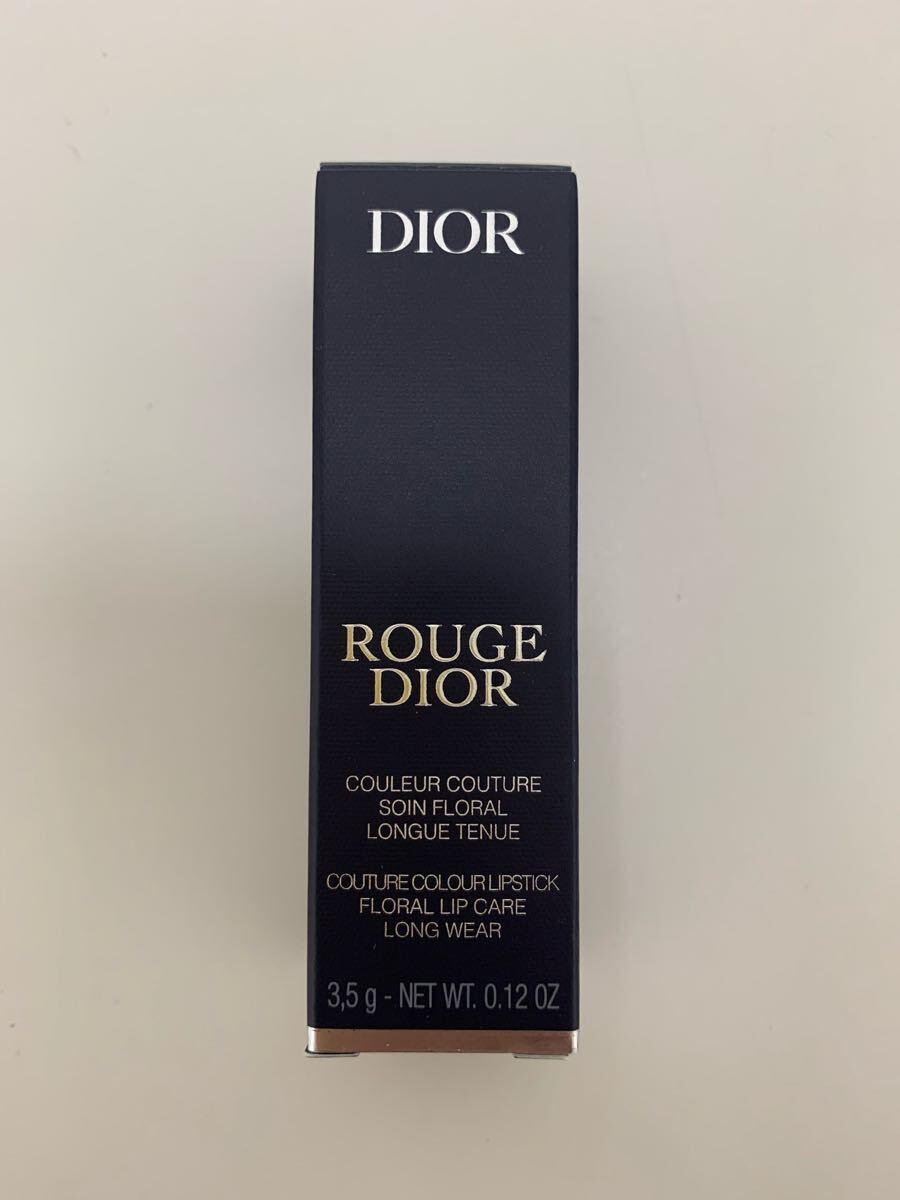 DIOR
ROUGE
DIOR
COULEUR COUTURE
SOIN FLORAL
LONGUE TENUE
COUTURE COLOUR LIPSTICK
FLORAL LIP CARE
LONG WEAR
3,5 g - NET WT. 0.12 OZ